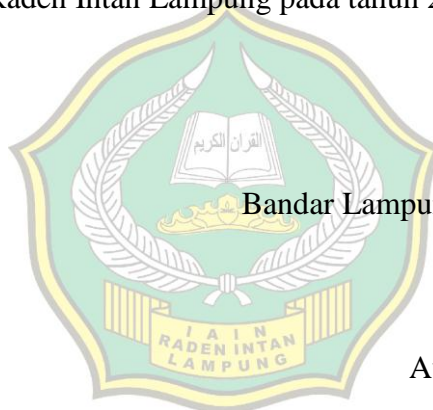 Raden Intan Lampung pada tahun 2
القرآن الكريم
Bandar Lampu
I A I N
RADEN INTAN
LAMPUNG
A